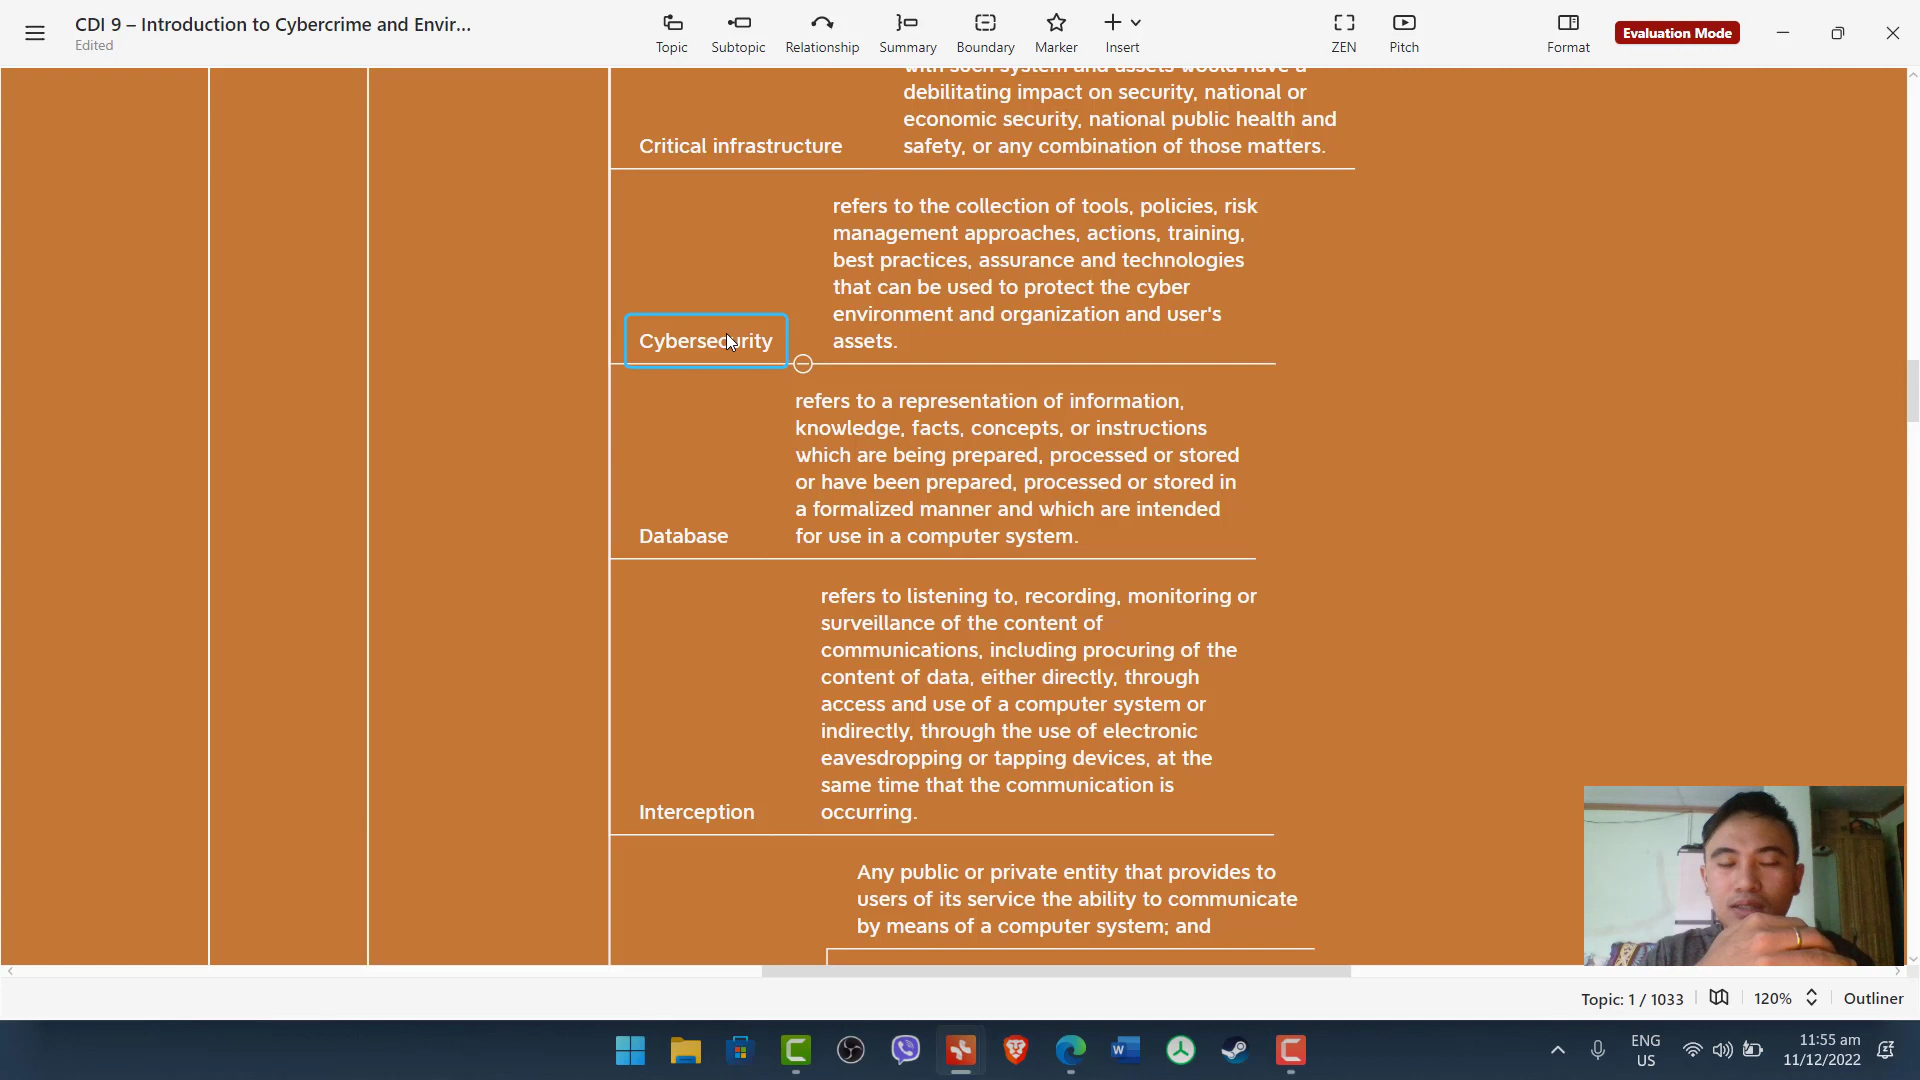 CDI 9 – Introduction to Cybercrime and Envir...
Edited
Topic
Subtopic
Relationship
Summary
Boundary
Marker
Insert
ZEN
Pitch
Format
Evaluation Mode
with such system and assets would have a
debilitating impact on security, national or
economic security, national public health and
Critical infrastructure
safety, or any combination of those matters.
refers to the collection of tools, policies, risk
management approaches, actions, training,
best practices, assurance and technologies
that can be used to protect the cyber
environment and organization and user's
Cybersecurity
assets.
refers to a representation of information,
knowledge, facts, concepts, or instructions
which are being prepared, processed or stored
or have been prepared, processed or stored in
a formalized manner and which are intended
Database
for use in a computer system.
refers to listening to, recording, monitoring or
surveillance of the content of
communications, including procuring of the
content of data, either directly, through
access and use of a computer system or
indirectly, through the use of electronic
eavesdropping or tapping devices, at the
same time that the communication is
Interception
occurring.
Any public or private entity that provides to
users of its service the ability to communicate
by means of a computer system; and
Topic: 1 / 1033
120%
Outliner
ENG
US
11:55 am
11/12/2022